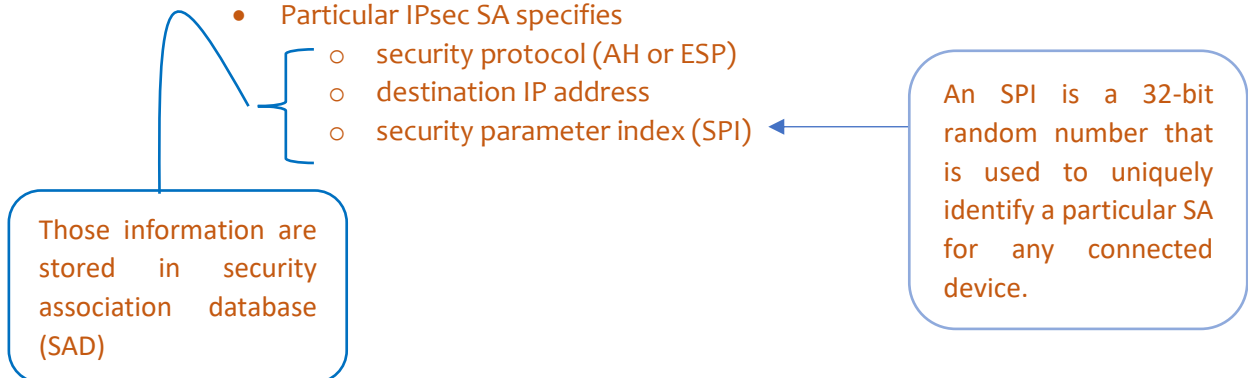 • Particular IPsec SA specifies
o security protocol (AH or ESP)
o destination IP address
o security parameter index (SPI)
An SPI is a 32-bit
random number that
is used to uniquely
identify a particular SA
for any connected
device.
Those information are
stored in security
association database
(SAD)